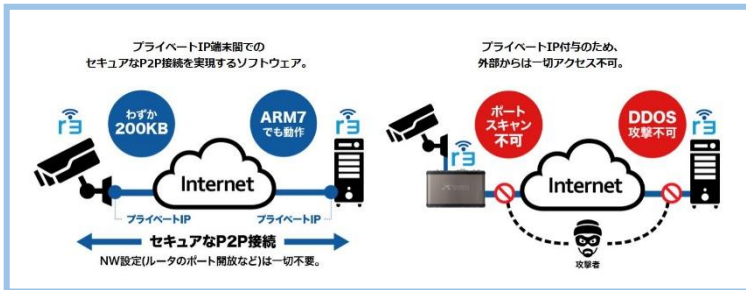 プライベートIP端末間での
セキュアなP2P接続を実現するソフトウェア。
わずか
200KB
ARM7
でも動作
r3
r3
Internet
プライベートIP
プライベートIP
セキュアなP2P接続
NW設定(ルータのポート開放など)は一切不要。
プライベートIP付与のため、
外部からは一切アクセス不可。
ポート
スキャン
不可
DDOS
攻撃不可
r3
r3
Internet
攻撃者